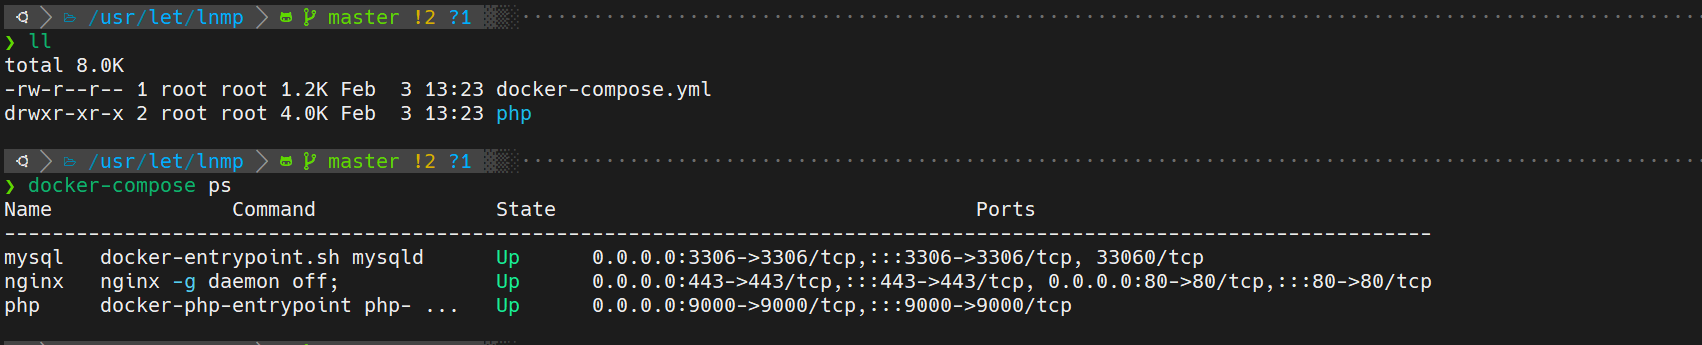 /usr/let/lnmp master !2 ?1
❯ ll
total 8.0K
-rw-r--r-- 1 root root 1.2K Feb  3 13:23 docker-compose.yml
drwxr-xr-x 2 root root 4.0K Feb  3 13:23 php
/usr/let/lnmp master !2 ?1
❯ docker-compose ps
Name               Command               State                                   Ports
-----------------------------------------------------------------------------------------------------------------------
mysql   docker-entrypoint.sh mysqld      Up      0.0.0.0:3306->3306/tcp,:::3306->3306/tcp, 33060/tcp
nginx   nginx -g daemon off;             Up      0.0.0.0:443->443/tcp,:::443->443/tcp, 0.0.0.0:80->80/tcp,:::80->80/tcp
php     docker-php-entrypoint php- ...   Up      0.0.0.0:9000->9000/tcp,:::9000->9000/tcp